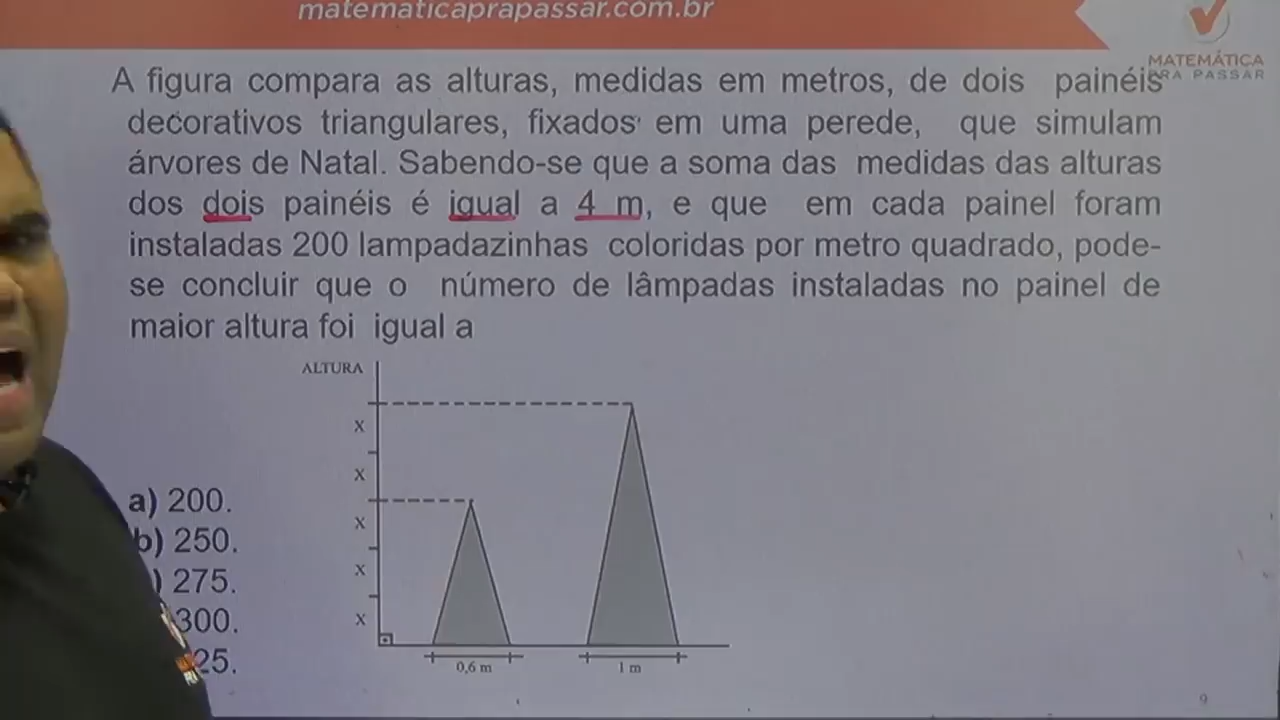 matematicaprapassar.com.br
MATEMÁTICA
PRA PASSAR
A figura compara as alturas, medidas em metros, de dois painéis
decorativos triangulares, fixados em uma perede, que simulam
árvores de Natal. Sabendo-se que a soma das medidas das alturas
dos dois painéis é igual a 4 m, e que em cada painel foram
instaladas 200 lampadazinhas coloridas por metro quadrado, pode-
se concluir que o número de lâmpadas instaladas no painel de
maior altura foi igual a
ALTURA
x
x
x
x
x
0,6 m
1 m
a) 200.
b) 250.
) 275.
300.
25.
9